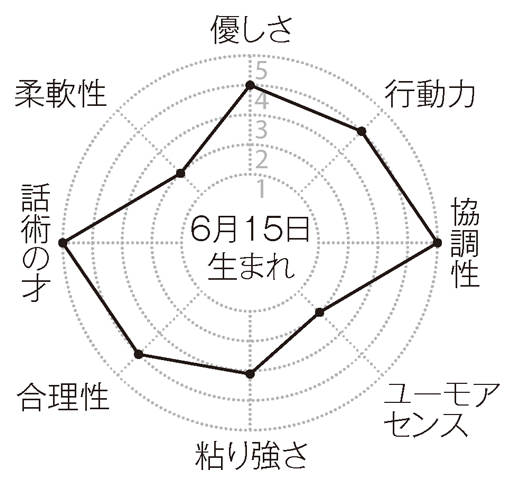 優しさ
行動力
協調性
ユーモア
センス
粘り強さ
合理性
話術の才
柔軟性
5
4
3
2
1
6月15日
生まれ